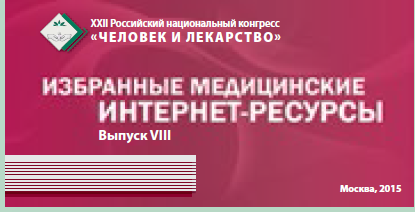 XXII Российский национальный конгресс
«ЧЕЛОВЕК И ЛЕКАРСТВО»
ИЗБРАННЫЕ МЕДИЦИНСКИЕ
ИНТЕРНЕТ-РЕСУРСЫ
Выпуск VIII
Москва, 2015